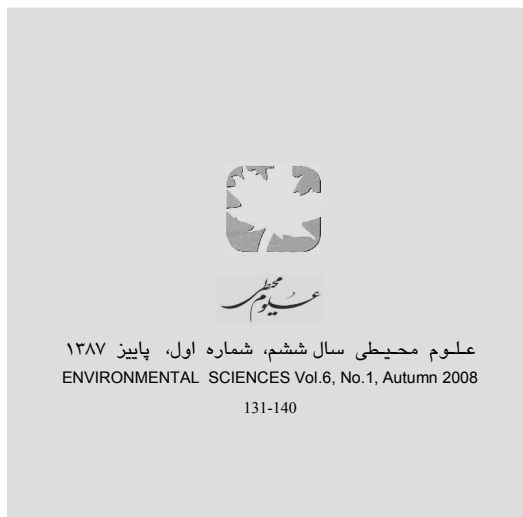 علوم محیطی
علـوم محـیـطی سال ششم، شماره اول، پاییز ۱۳۸۷
ENVIRONMENTAL SCIENCES Vol.6, No.1, Autumn 2008
131-140